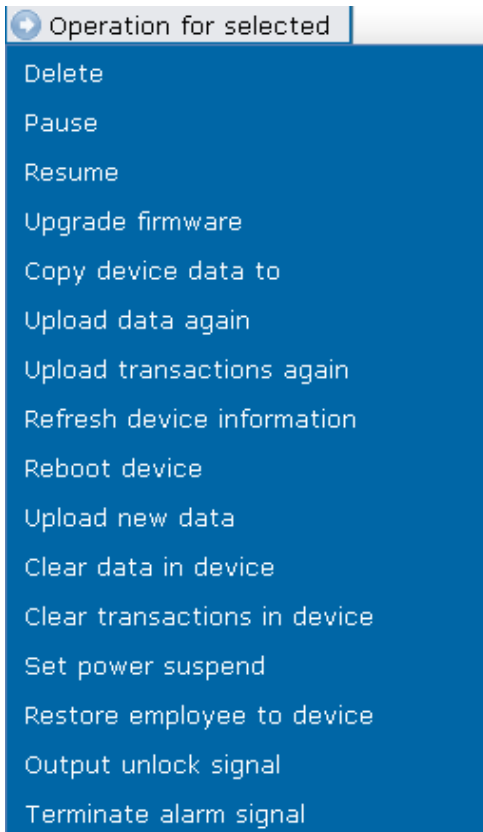 Operation for selected
Delete
Pause
Resume
Upgrade firmware
Copy device data to
Upload data again
Upload transactions again
Refresh device information
Reboot device
Upload new data
Clear data in device
Clear transactions in device
Set power suspend
Restore employee to device
Output unlock signal
Terminate alarm signal